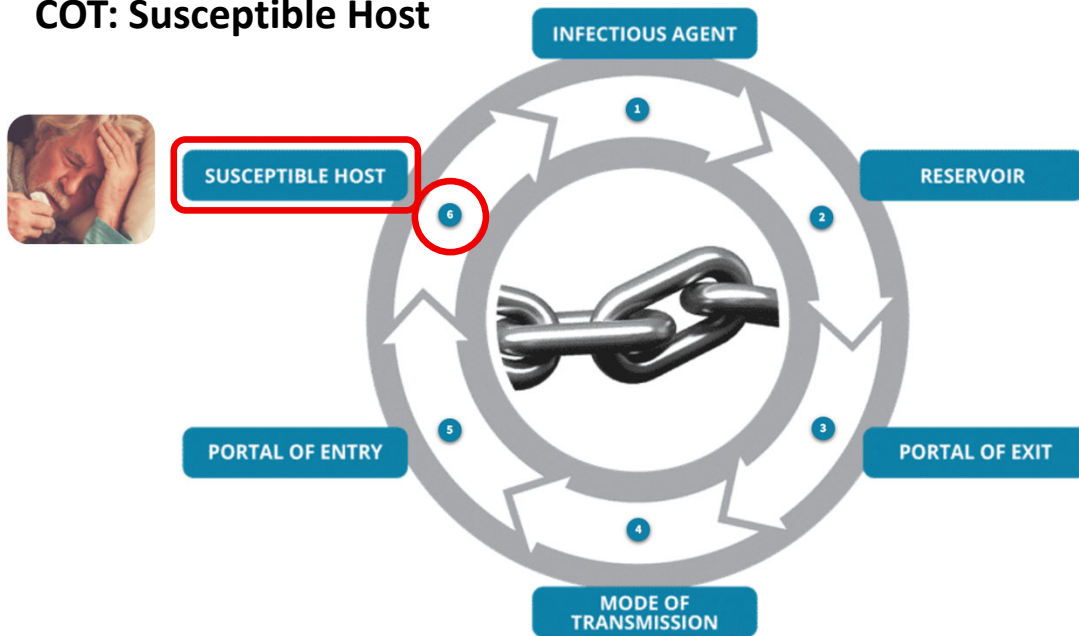 COT: Susceptible Host
INFECTIOUS AGENT
1
SUSCEPTIBLE HOST
RESERVOIR
6
2
5
3
PORTAL OF ENTRY
PORTAL OF EXIT
4
MODE OF
TRANSMISSION